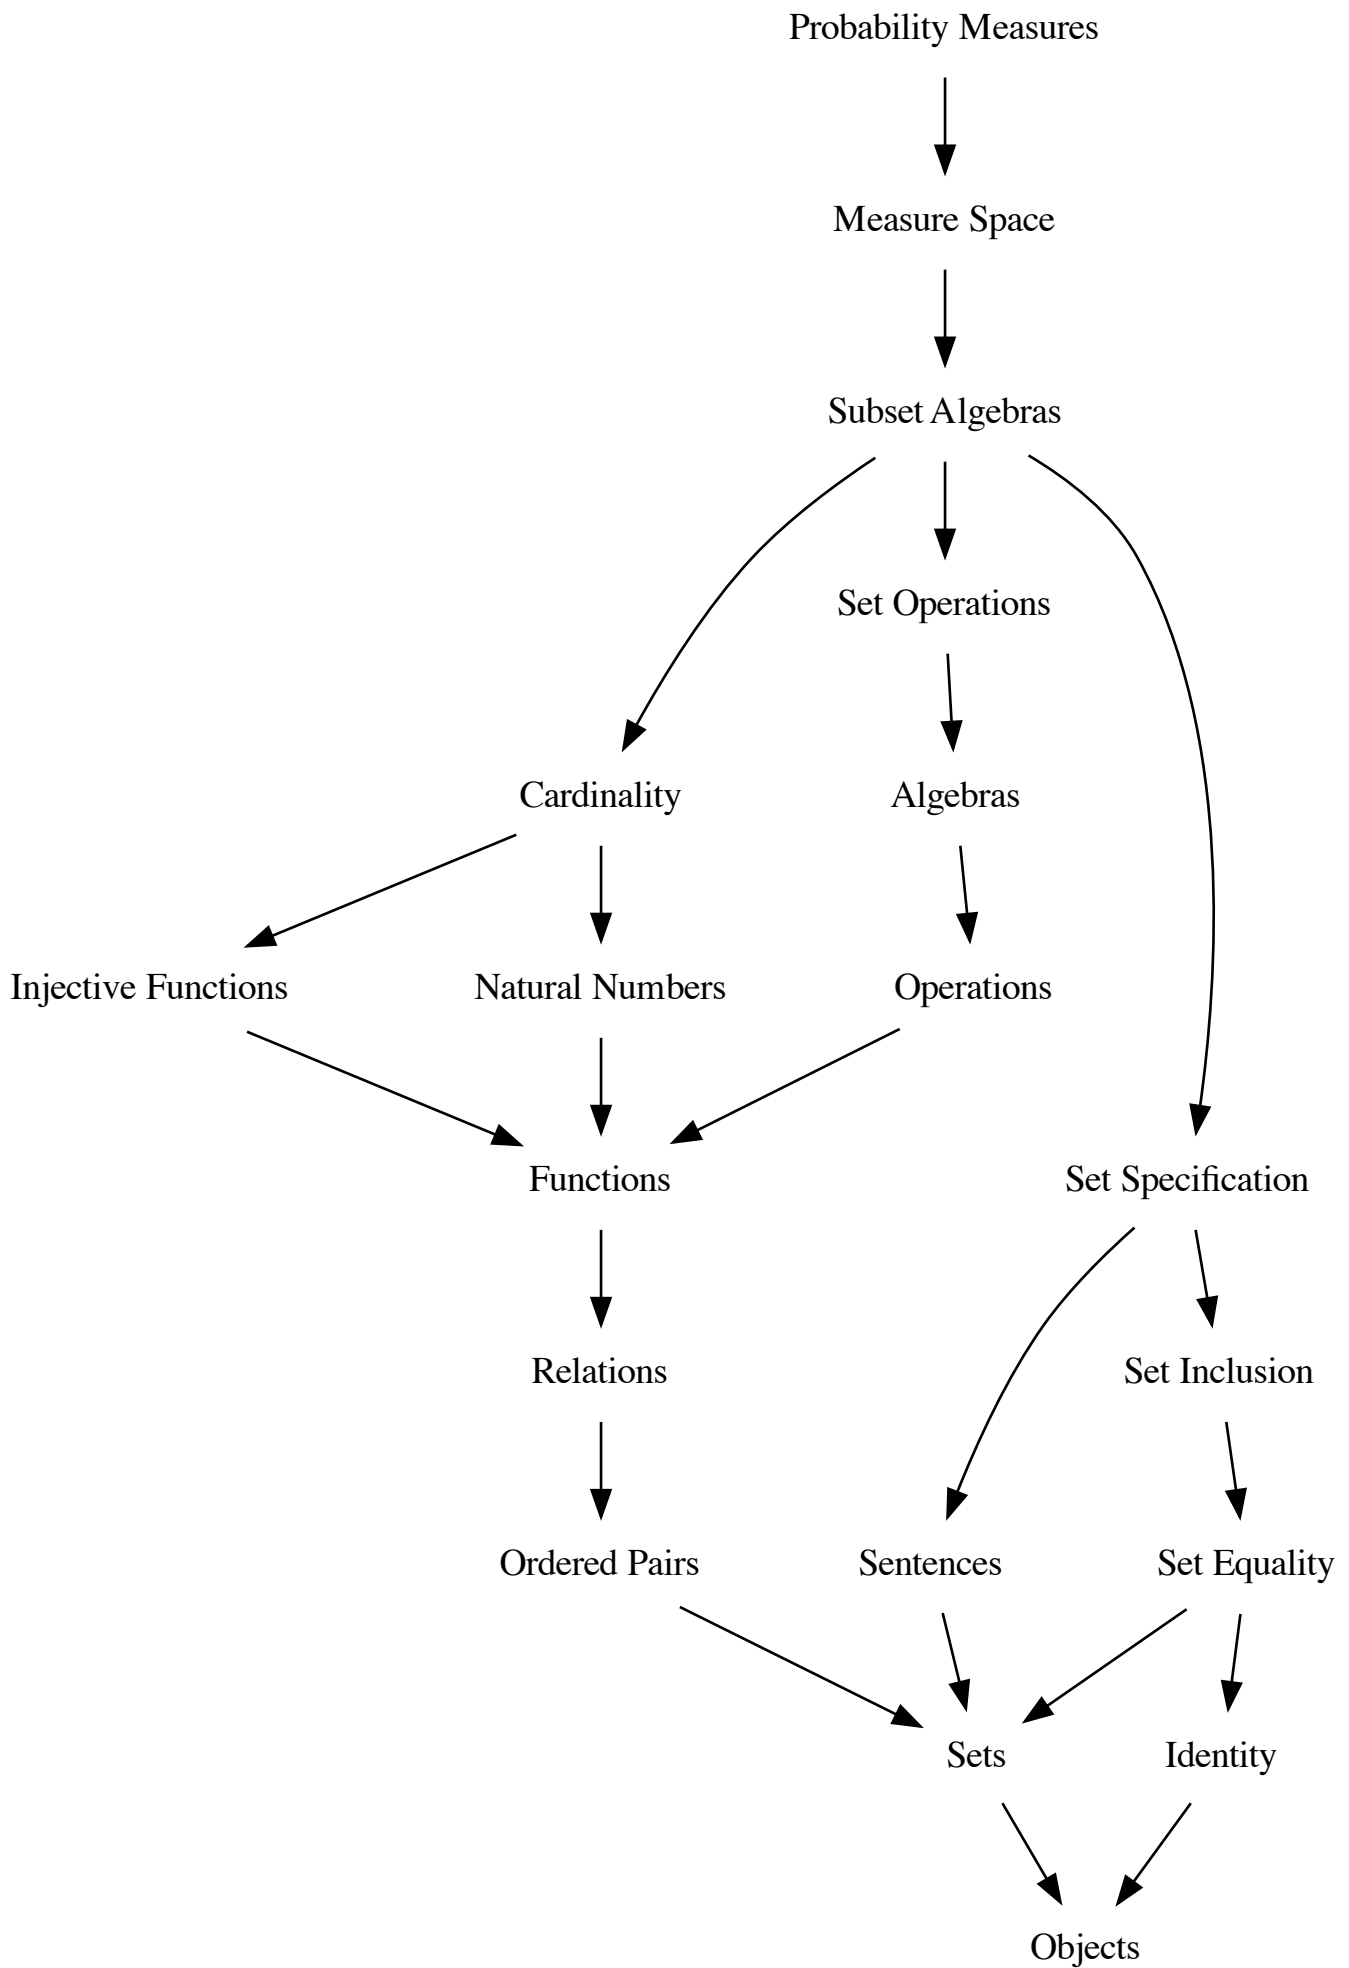 Probability Measures
Measure Space
Subset Algebras
Set Operations
Cardinality
Algebras
Injective Functions
Natural Numbers
Operations
Functions
Set Specification
Relations
Set Inclusion
Ordered Pairs
Sentences
Set Equality
Sets
Identity
Objects